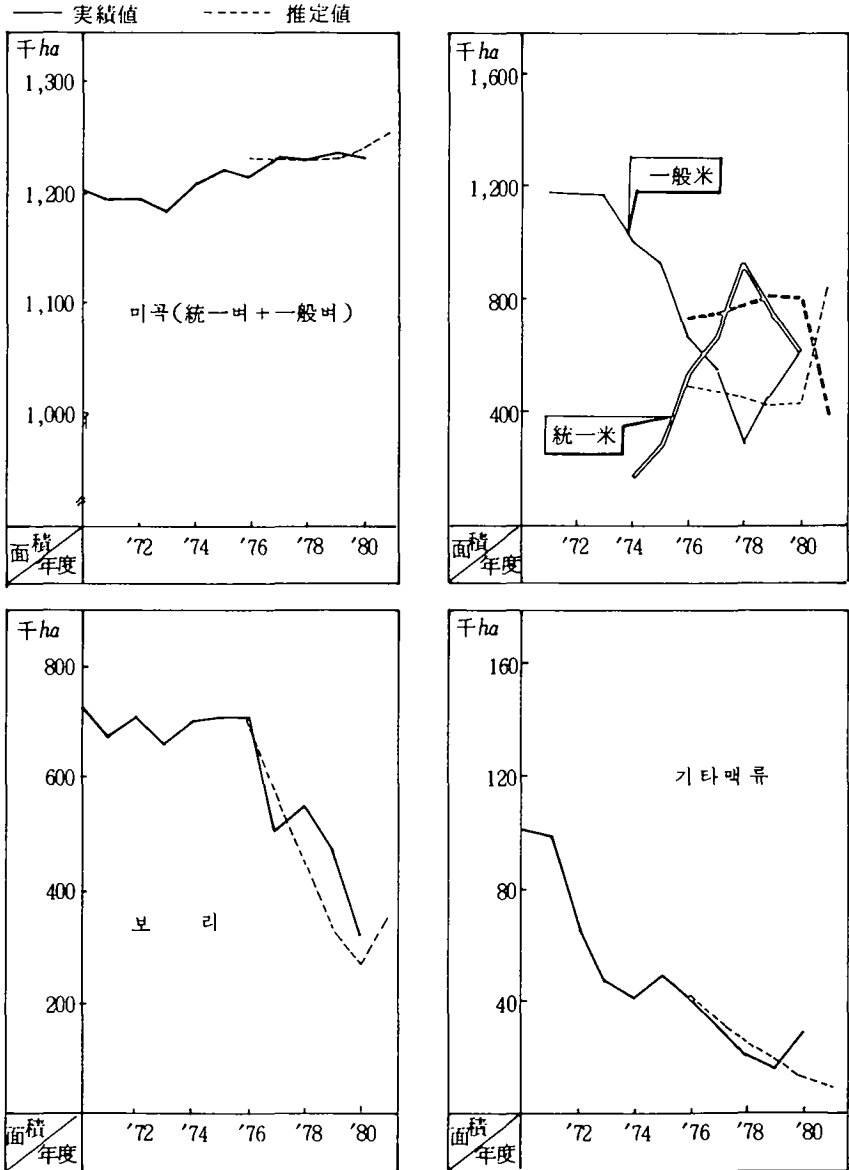 実績値 推定値
千ha
1,300
1,200
1,100
미곡(統一벼+一般벼)
1,000
面積
年度
'72 '74 '76 '78 '80
千ha
1,600
一般米
1,200
800
400
統一米
面積
年度
'72 '74 '76 '78 '80
千ha
800
600
400
보리
200
面積
年度
'72 '74 '76 '78 '80
千ha
160
기타맥류
120
80
40
面積
年度
'72 '74 '76 '78 '80